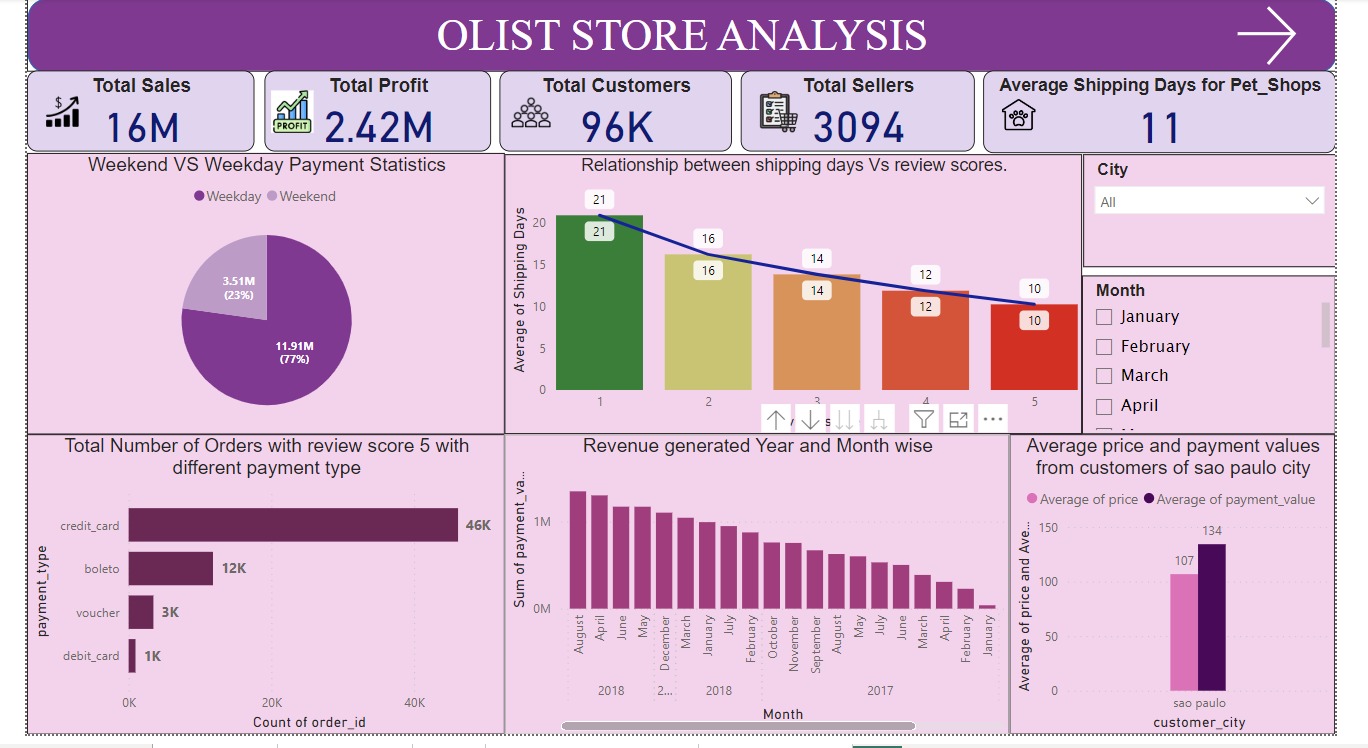 OLIST STORE ANALYSIS
Total Sales
16M
$
Total Profit
2.42M
PROFIT
Total Customers
96K
Total Sellers
3094
Average Shipping Days for Pet_Shops
11
Weekend VS Weekday Payment Statistics
Weekday Weekend
3.51M
(23%)
11.91M
(77%)
Relationship between shipping days Vs review scores.
Average of Shipping Days
20
15
10
5
0
21
21
16
16
14
14
12
12
10
10
1 2 3 4 5
City
All
Month
January
February
March
April
Total Number of Orders with review score 5 with
different payment type
payment_type
credit_card 46K
boleto 12K
voucher 3K
debit_card 1K
0K 20K 40K
Count of order_id
Revenue generated Year and Month wise
Sum of payment_va...
1M
0M
August April June May December March January July February October November September August May July June March April February January
2018 2... 2018 2017
Month
Average price and payment values
from customers of sao paulo city
Average of price Average of payment_value
Average of price and Ave...
150
100
50
0
107 134
sao paulo
customer_city